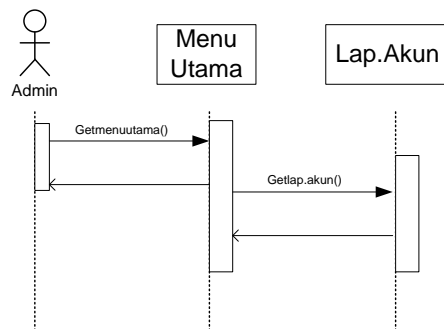 Menu
Utama
Lap.Akun
Admin
Getmenuutama()
Getlap.akun()